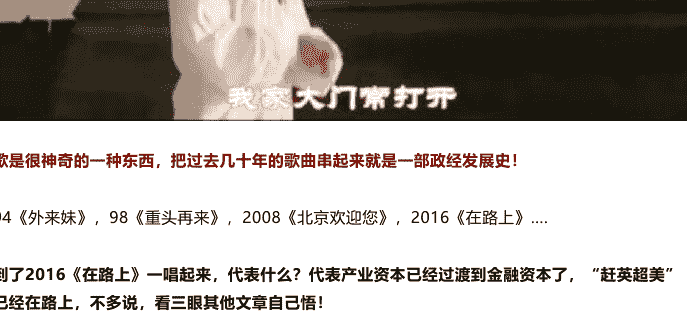 我家大门常打开
歌是很神奇的一种东西，把过去几十年的歌曲串起来就是一部政经发展史！
94《外来妹》，98《重头再来》，2008《北京欢迎您》，2016《在路上》....
到了2016《在路上》一唱起来，代表什么？代表产业资本已经过渡到金融资本了，“赶英超美”
已经在路上，不多说，看三眼其他文章自己悟！